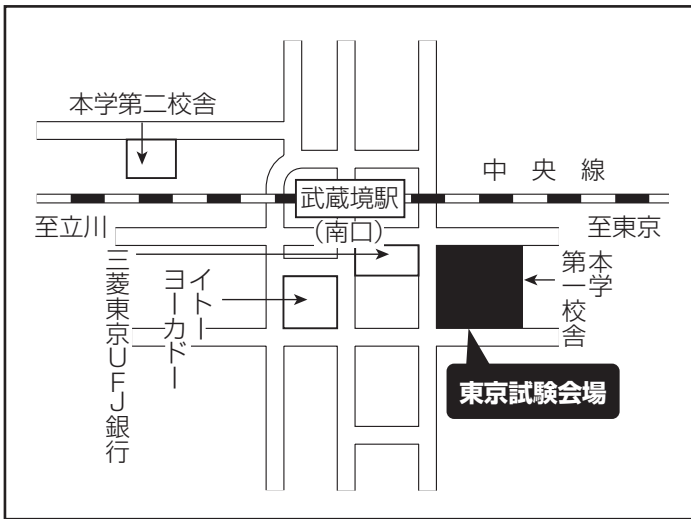 本学第二校舎
中央線
武蔵境駅
(南口)
至立川
至東京
三菱東京UFJ銀行
イトー
ヨーカドー
本学
第一校舎
東京試験会場